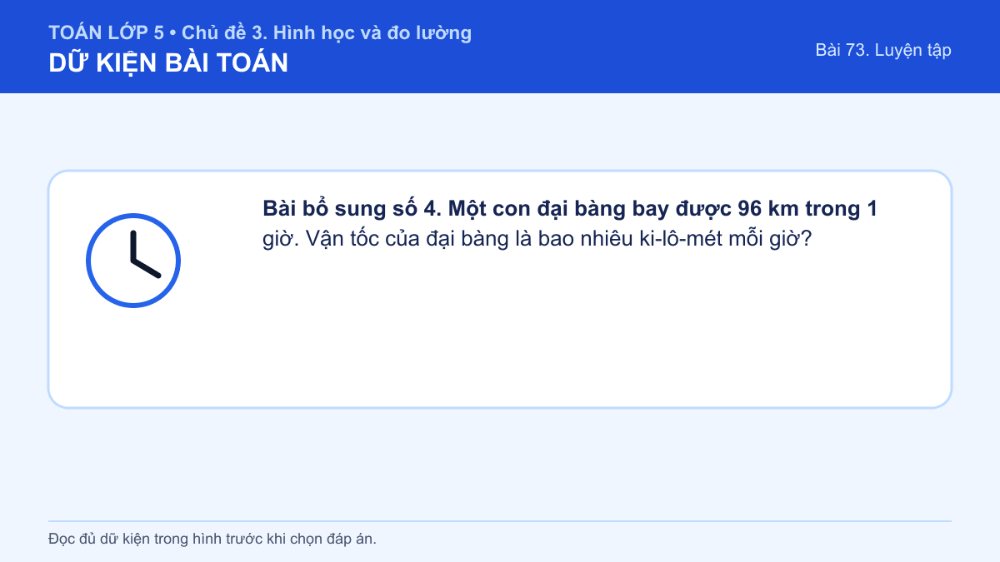 TOÁN LỚP 5 • Chủ đề 3. Hình học và đo lường
DỮ KIỆN BÀI TOÁN
Bài 73. Luyện tập
Bài bổ sung số 4. Một con đại bàng bay được 96 km trong 1
giờ. Vận tốc của đại bàng là bao nhiêu ki-lô-mét mỗi giờ?
Đọc đủ dữ kiện trong hình trước khi chọn đáp án.